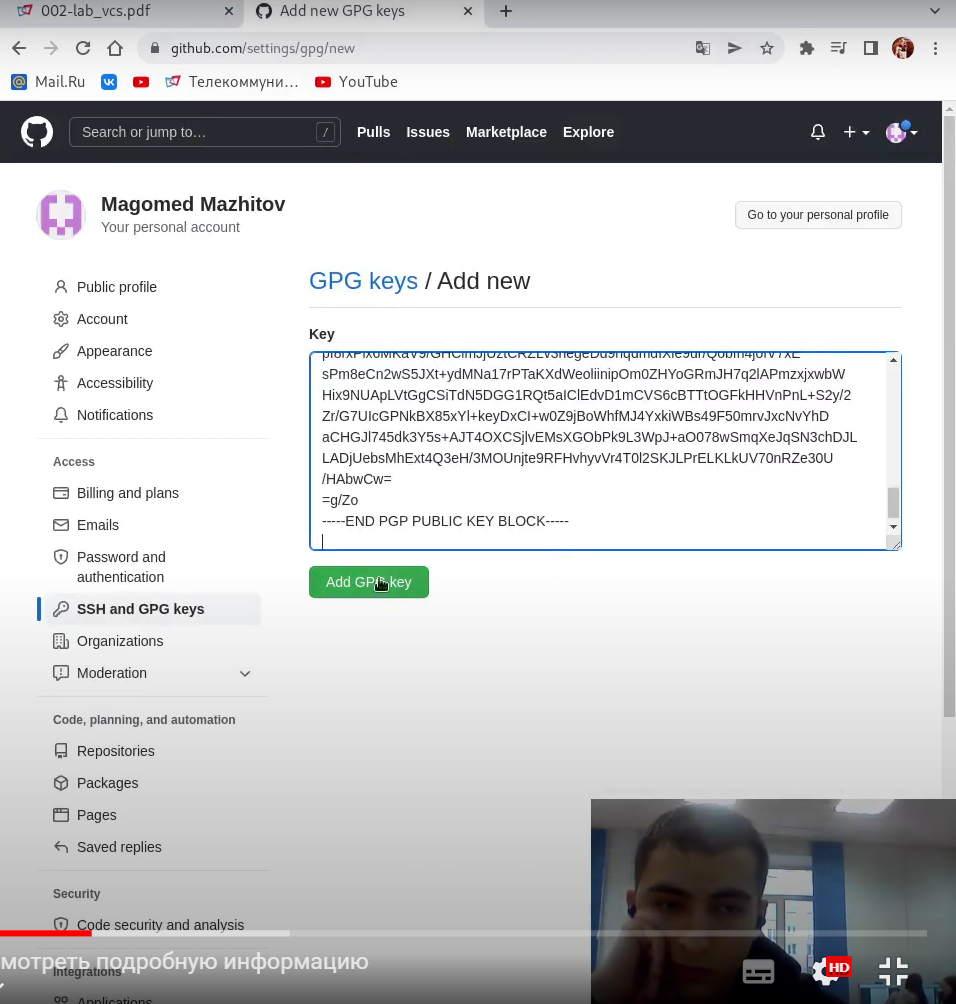 002-lab_vcs.pdf
Add new GPG keys
github.com/settings/gpg/new
Mail.Ru
Телекоммуни…
YouTube
Search or jump to…
/
Pulls
Issues
Marketplace
Explore
Magomed Mazhitov
Your personal account
Go to your personal profile
Public profile
Account
Appearance
Accessibility
Notifications
Access
Billing and plans
Emails
Password and
authentication
SSH and GPG keys
Organizations
Moderation
Code, planning, and automation
Repositories
Packages
Pages
Saved replies
Security
Code security and analysis
Integrations
Applications
GPG keys / Add new
Key
sPm8eCn2wS5JXt+ydMNa17rPTaKXdWeoliinipOm0ZHYoGRmJH7q2lAPmzxjxwbW
Hix9NUApLVtGgCSiTdN5DGG1RQt5aIClEdvD1mCVS6cBTTtOGFkHHVnPnL+S2y/2
Zr/G7UIcGPNkBX85xYl+keyDxCI+w0Z9jBoWhfMJ4YxkiWBs49F50mrvJxcNvYhD
aCHGJl745dk3Y5s+AJT4OXCSjlvEMsXGObPk9L3WpJ+aO078wSmqXeJqSN3chDJL
LADjUebsMhExt4Q3eH/3MOUnjte9RFHvhyvVr4T0l2SKJLPrELKLkUV70nRZe30U
/HAbwCw=
=g/Zo
-----END PGP PUBLIC KEY BLOCK-----
Add GPG key
мотреть подробную информацию
HD